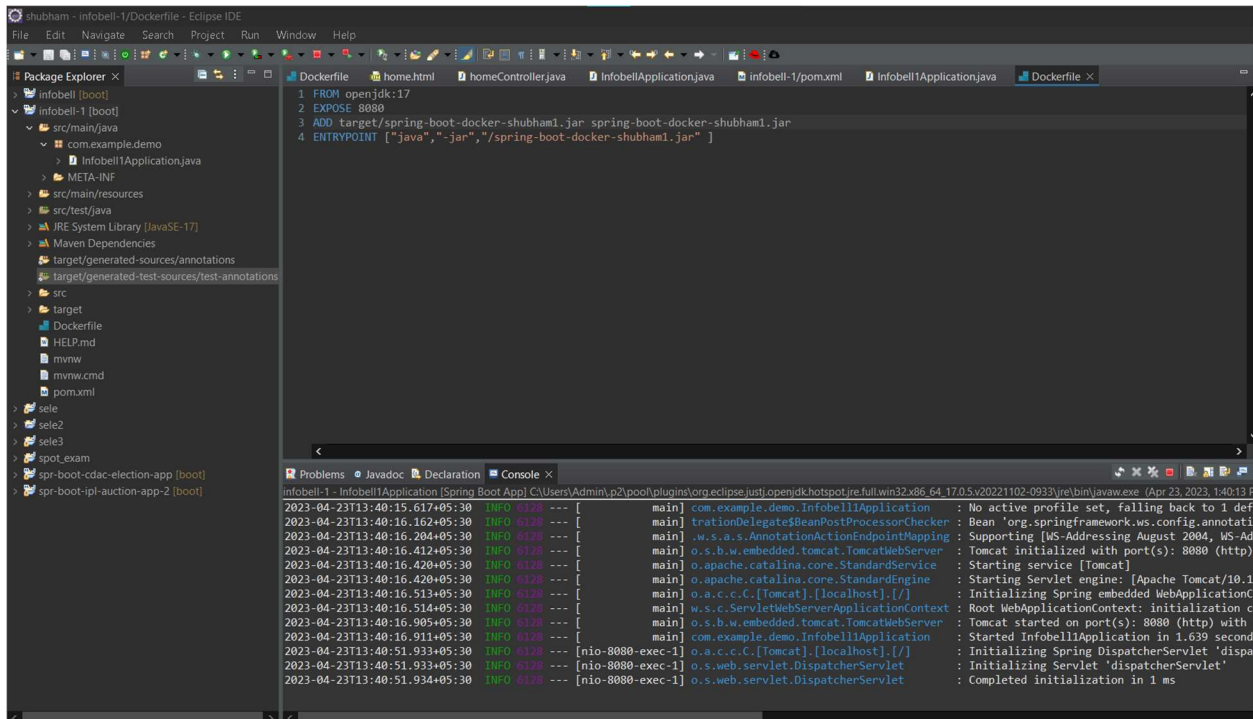 shubham - infobell-1/Dockerfile - Eclipse IDE
File Edit Navigate Search Project Run Window Help
Package Explorer
Dockerfile home.html homeController.java InfobellApplication.java infobell-1/pom.xml Infobell1Application.java Dockerfile
infobell [boot]
infobell-1 [boot]
src/main/java
com.example.demo
Infobell1Application.java
META-INF
src/main/resources
src/test/java
JRE System Library [JavaSE-17]
Maven Dependencies
target/generated-sources/annotations
target/generated-test-sources/test-annotations
src
target
Dockerfile
HELP.md
mvnw
mvnw.cmd
pom.xml
sele
sele2
sele3
spot_exam
spr-boot-cdac-election-app [boot]
spr-boot-ipl-auction-app-2 [boot]
1 FROM openjdk:17
2 EXPOSE 8080
3 ADD target/spring-boot-docker-shubham1.jar spring-boot-docker-shubham1.jar
4 ENTRYPOINT ["java","-jar","/spring-boot-docker-shubham1.jar" ]
Problems Javadoc Declaration Console
infobell-1 - Infobell1Application [Spring Boot App] C:\Users\Admin\.p2\pool\plugins\org.eclipse.justj.openjdk.hotspot.jre.full.win32.x86_64_17.0.5.v20221102-0933\jre\bin\javaw.exe (Apr 23, 2023, 1:40:13 P
2023-04-23T13:40:15.617+05:30 INFO 6128 --- [ main] com.example.demo.Infobell1Application : No active profile set, falling back to 1 def
2023-04-23T13:40:16.162+05:30 INFO 6128 --- [ main] trationDelegate$BeanPostProcessorChecker : Bean 'org.springframework.ws.config.annotati
2023-04-23T13:40:16.204+05:30 INFO 6128 --- [ main] .w.s.a.s.AnnotationActionEndpointMapping : Supporting [WS-Addressing August 2004, WS-Ad
2023-04-23T13:40:16.412+05:30 INFO 6128 --- [ main] o.s.b.w.embedded.tomcat.TomcatWebServer : Tomcat initialized with port(s): 8080 (http)
2023-04-23T13:40:16.420+05:30 INFO 6128 --- [ main] o.apache.catalina.core.StandardService : Starting service [Tomcat]
2023-04-23T13:40:16.420+05:30 INFO 6128 --- [ main] o.apache.catalina.core.StandardEngine : Starting Servlet engine: [Apache Tomcat/10.1
2023-04-23T13:40:16.513+05:30 INFO 6128 --- [ main] o.a.c.c.C.[Tomcat].[localhost].[/] : Initializing Spring embedded WebApplicationC
2023-04-23T13:40:16.514+05:30 INFO 6128 --- [ main] w.s.c.ServletWebServerApplicationContext : Root WebApplicationContext: initialization c
2023-04-23T13:40:16.905+05:30 INFO 6128 --- [ main] o.s.b.w.embedded.tomcat.TomcatWebServer : Tomcat started on port(s): 8080 (http) with
2023-04-23T13:40:16.911+05:30 INFO 6128 --- [ main] com.example.demo.Infobell1Application : Started Infobell1Application in 1.639 second
2023-04-23T13:40:51.933+05:30 INFO 6128 --- [nio-8080-exec-1] o.a.c.c.C.[Tomcat].[localhost].[/] : Initializing Spring DispatcherServlet 'dispa
2023-04-23T13:40:51.933+05:30 INFO 6128 --- [nio-8080-exec-1] o.s.web.servlet.DispatcherServlet : Initializing Servlet 'dispatcherServlet'
2023-04-23T13:40:51.934+05:30 INFO 6128 --- [nio-8080-exec-1] o.s.web.servlet.DispatcherServlet : Completed initialization in 1 ms